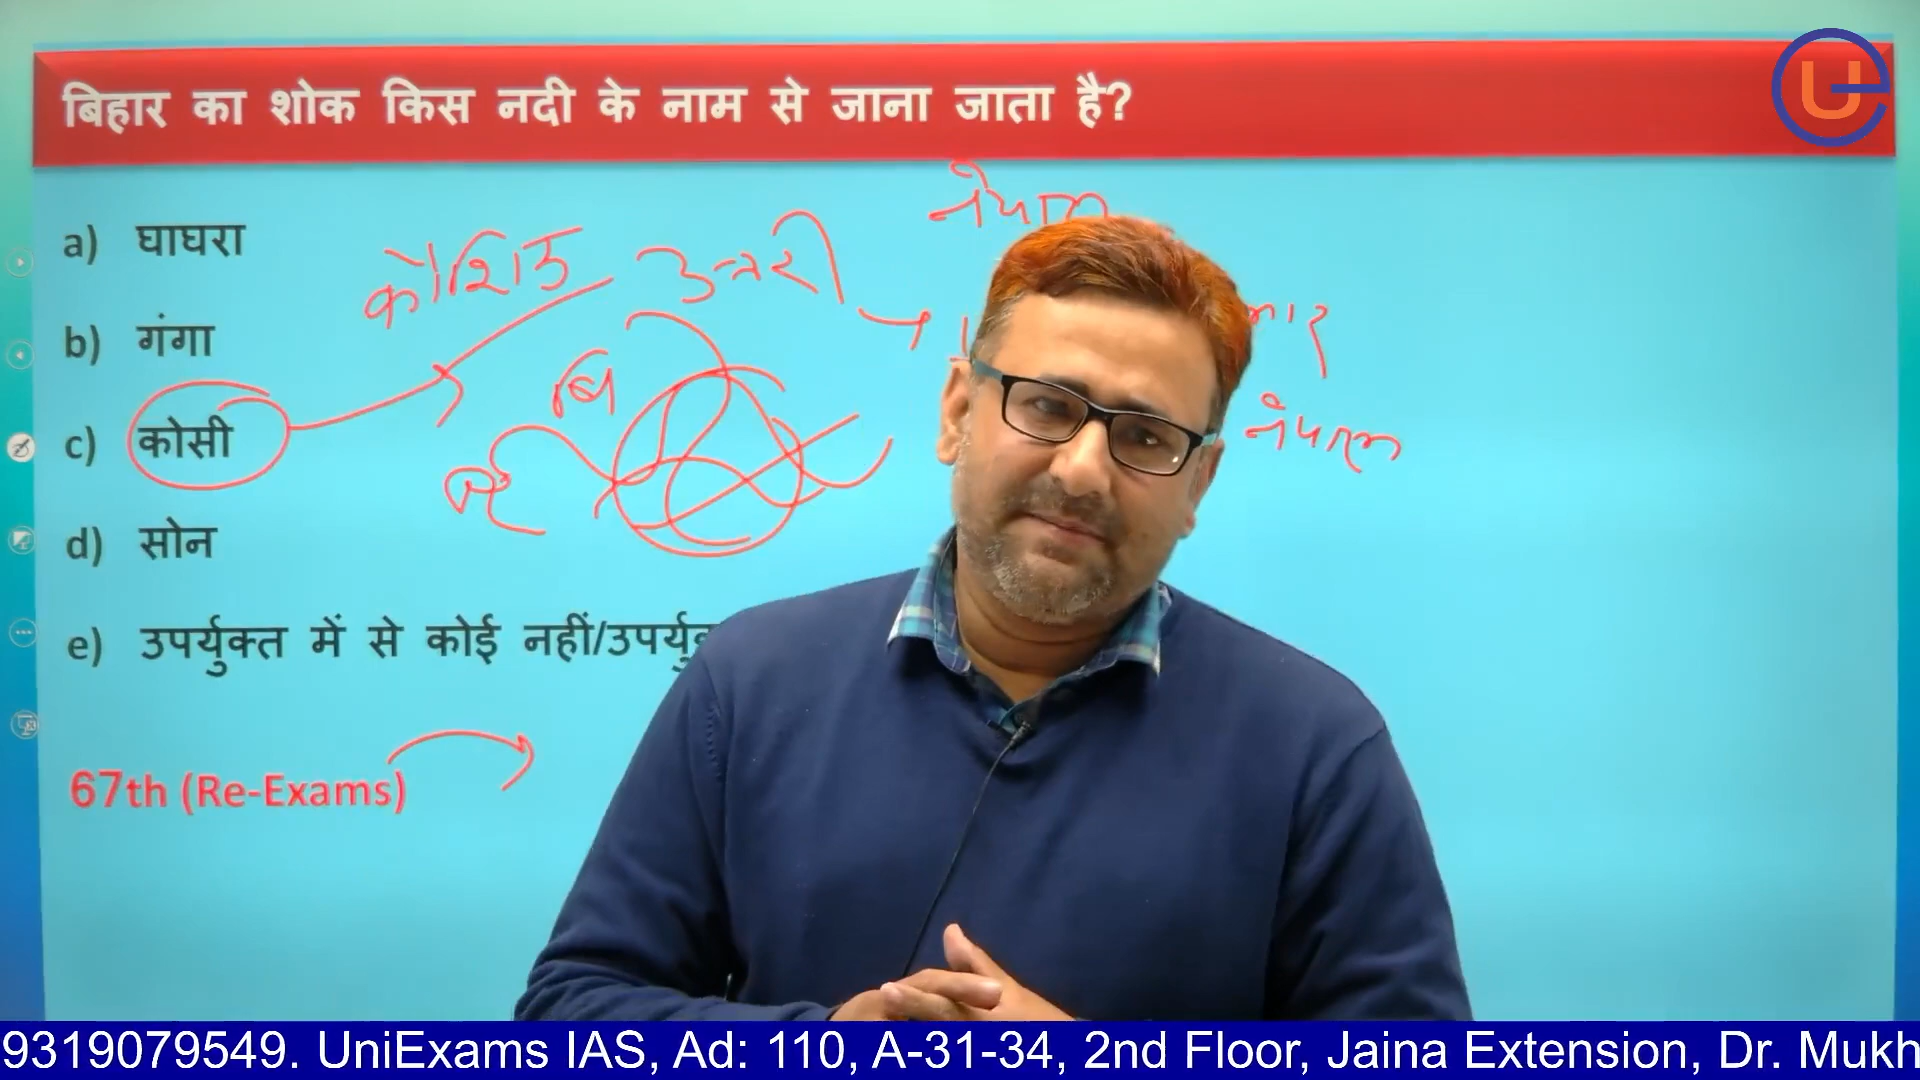 बिहार का शोक किस नदी के नाम से जाना जाता है?
a) घाघरा
b) गंगा
c) कोसी
d) सोन
e) उपर्युक्त में से कोई नहीं/उपर्युक्
67th (Re-Exams)
नेपाल
उत्तरी
नेपाल
9319079549. UniExams IAS, Ad: 110, A-31-34, 2nd Floor, Jaina Extension, Dr. Mukh